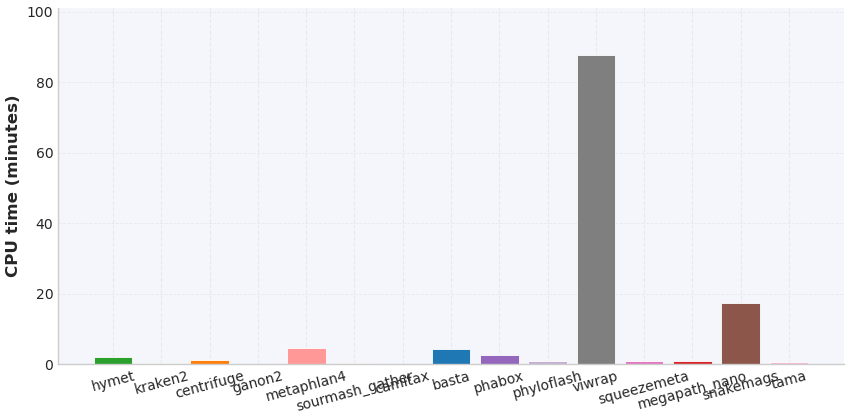 CPU time (minutes)
100
80
60
40
20
0
hymet
kraken2
centrifuge
ganon2
metaphlan4
sourmash_gather
camitax
basta
phabox
phyloflash
viwrap
squeezemeta
megapath_nano
snakemags
tama